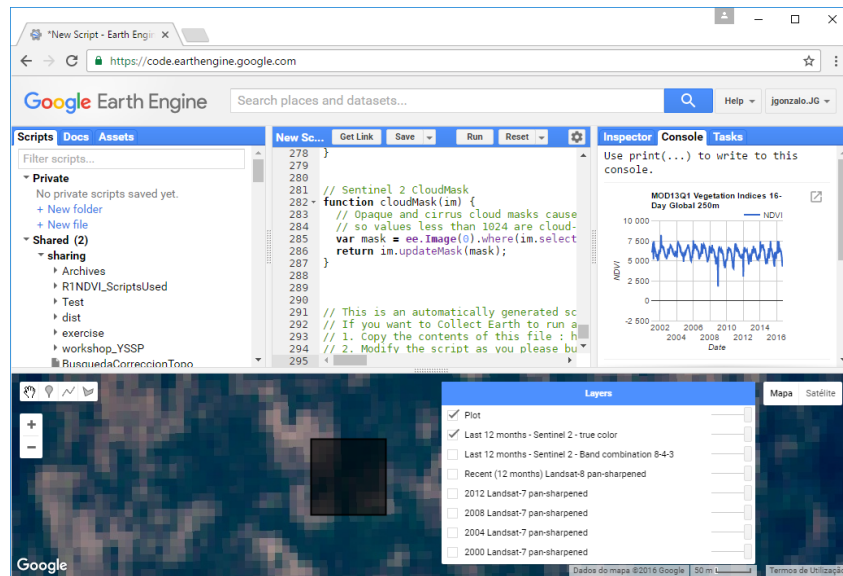 *New Script - Earth Engin
https://code.earthengine.google.com
Google Earth Engine
Search places and datasets...
Help
jgonzalo.JG
Scripts Docs Assets
Filter scripts...
Private
No private scripts saved yet.
+ New folder
+ New file
Shared (2)
sharing
Archives
R1NDVI_ScriptsUsed
Test
dist
exercise
workshop_YSSP
BusquedaCorreccionTopo
New Sc... Get Link Save Run Reset
278 }
279
280
281 // Sentinel 2 CloudMask
282 function cloudMask(im) {
283 // Opaque and cirrus cloud masks cause
284 // so values less than 1024 are cloud-
285 var mask = ee.Image(0).where(im.select
286 return im.updateMask(mask);
287 }
288
289
290
291 // This is an automatically generated sc
292 // If you want to Collect Earth to run a
293 // 1. Copy the contents of this file : h
294 // 2. Modify the script as you please bu
295
Inspector Console Tasks
Use print(...) to write to this
console.
MOD13Q1 Vegetation Indices 16-
Day Global 250m
NDVI
10 000
7 500
5 000
2 500
0
-2 500
NDVI
2002 2006 2010 2014
2004 2008 2012 2016
Date
Layers
Plot
Last 12 months - Sentinel 2 - true color
Last 12 months - Sentinel 2 - Band combination 8-4-3
Recent (12 months) Landsat-8 pan-sharpened
2012 Landsat-7 pan-sharpened
2008 Landsat-7 pan-sharpened
2004 Landsat-7 pan-sharpened
2000 Landsat-7 pan-sharpened
Mapa Satélite
+
−
Google
Dados do mapa ©2016 Google 50 m Termos de Utilização